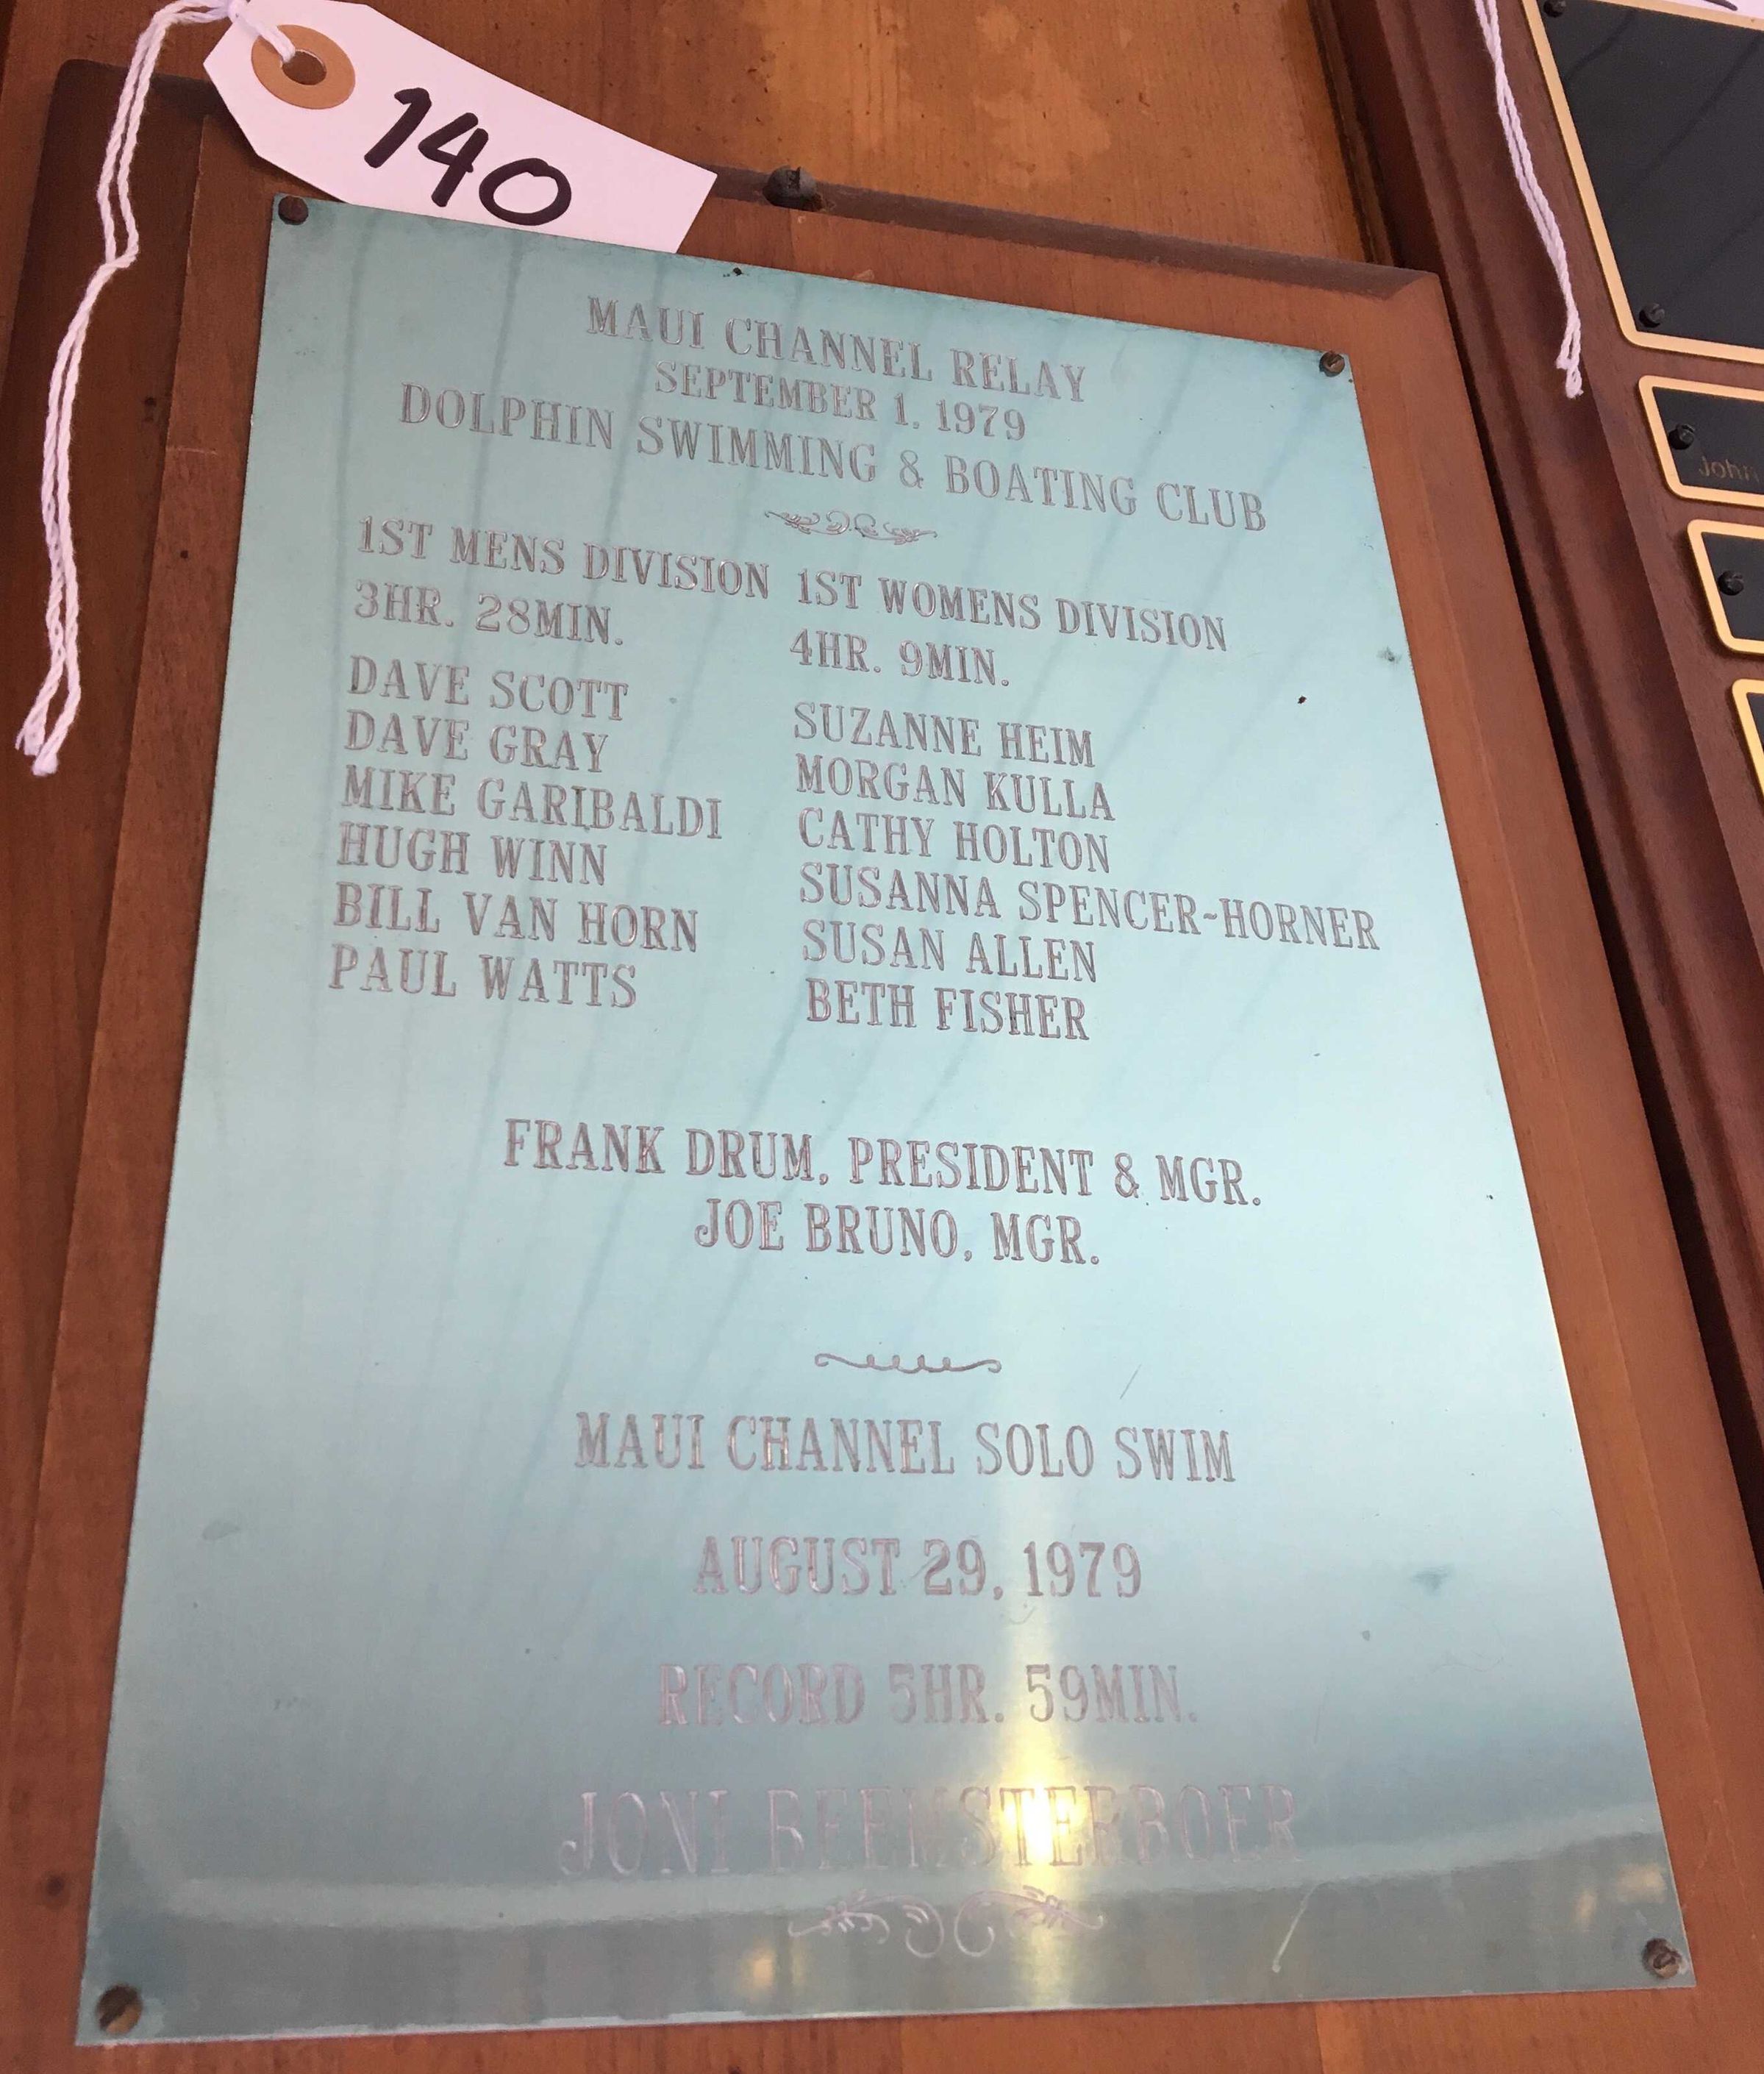 140
MAUI CHANNEL RELAY
SEPTEMBER 1, 1979
DOLPHIN SWIMMING & BOATING CLUB
1ST MENS DIVISION
3HR. 28MIN.
DAVE SCOTT
DAVE GRAY
MIKE GARIBALDI
HUGH WINN
BILL VAN HORN
PAUL WATTS
1ST WOMENS DIVISION
4HR. 9MIN.
SUZANNE HEIM
MORGAN KULLA
CATHY HOLTON
SUSANNA SPENCER-HORNER
SUSAN ALLEN
BETH FISHER
FRANK DRUM, PRESIDENT & MGR.
JOE BRUNO, MGR.
MAUI CHANNEL SOLO SWIM
AUGUST 29, 1979
RECORD 5HR. 59MIN.
JONI BEEMSTERBOER
John